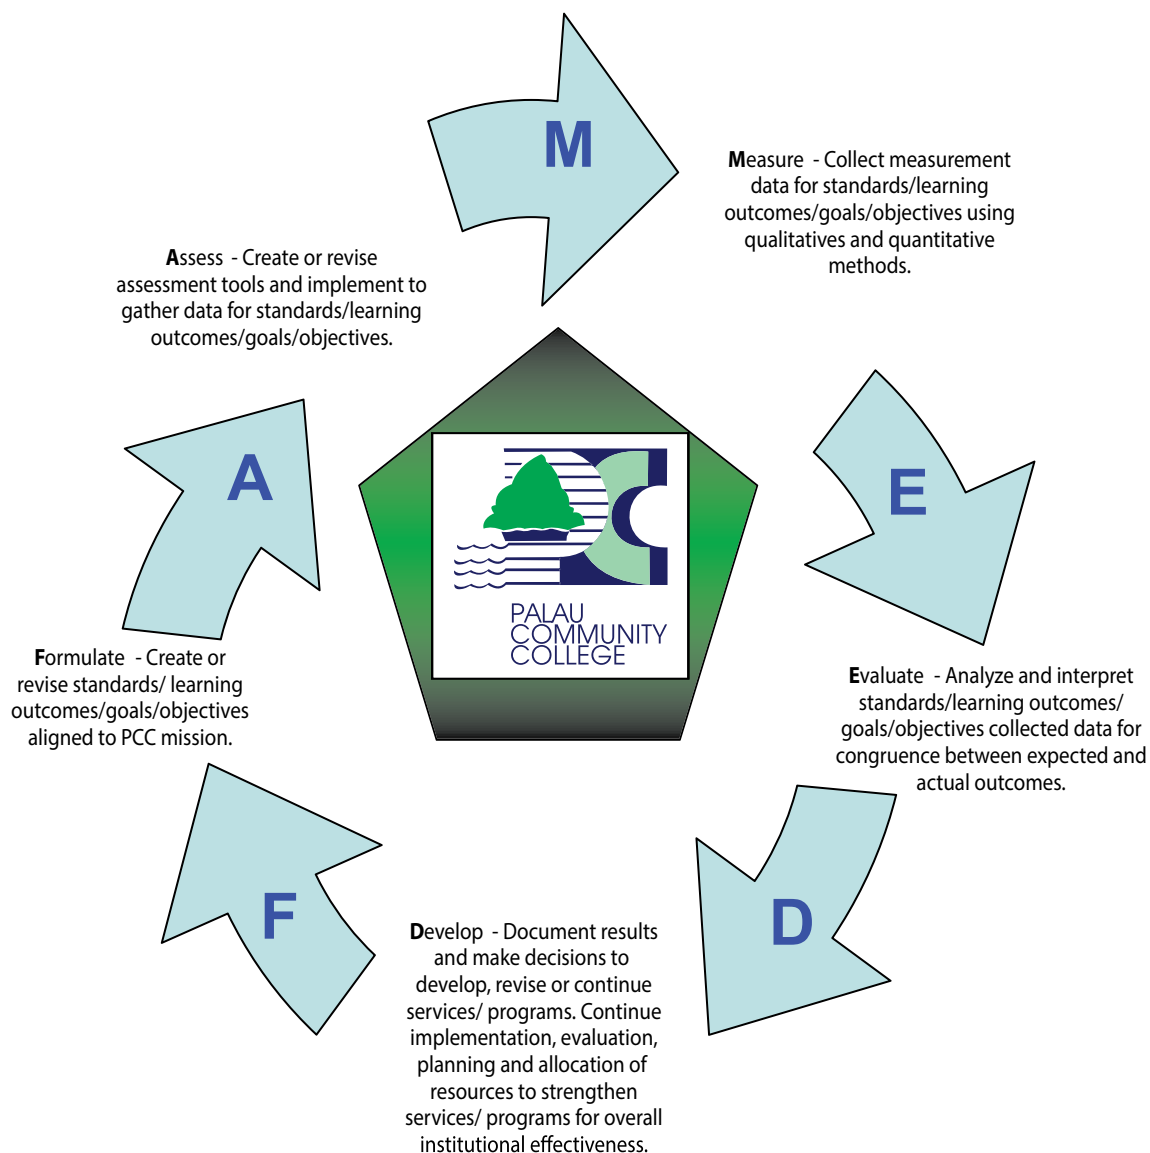 M
Measure - Collect measurement
data for standards/learning
outcomes/goals/objectives using
qualitatives and quantitative
methods.
Assess - Create or revise
assessment tools and implement to
gather data for standards/learning
outcomes/goals/objectives.
A
E
PALAU
COMMUNITY
COLLEGE
Formulate - Create or
revise standards/ learning
outcomes/goals/objectives
aligned to PCC mission.
Evaluate - Analyze and interpret
standards/learning outcomes/
goals/objectives collected data for
congruence between expected and
actual outcomes.
F
D
Develop - Document results
and make decisions to
develop, revise or continue
services/ programs. Continue
implementation, evaluation,
planning and allocation of
resources to strengthen
services/ programs for overall
institutional effectiveness.